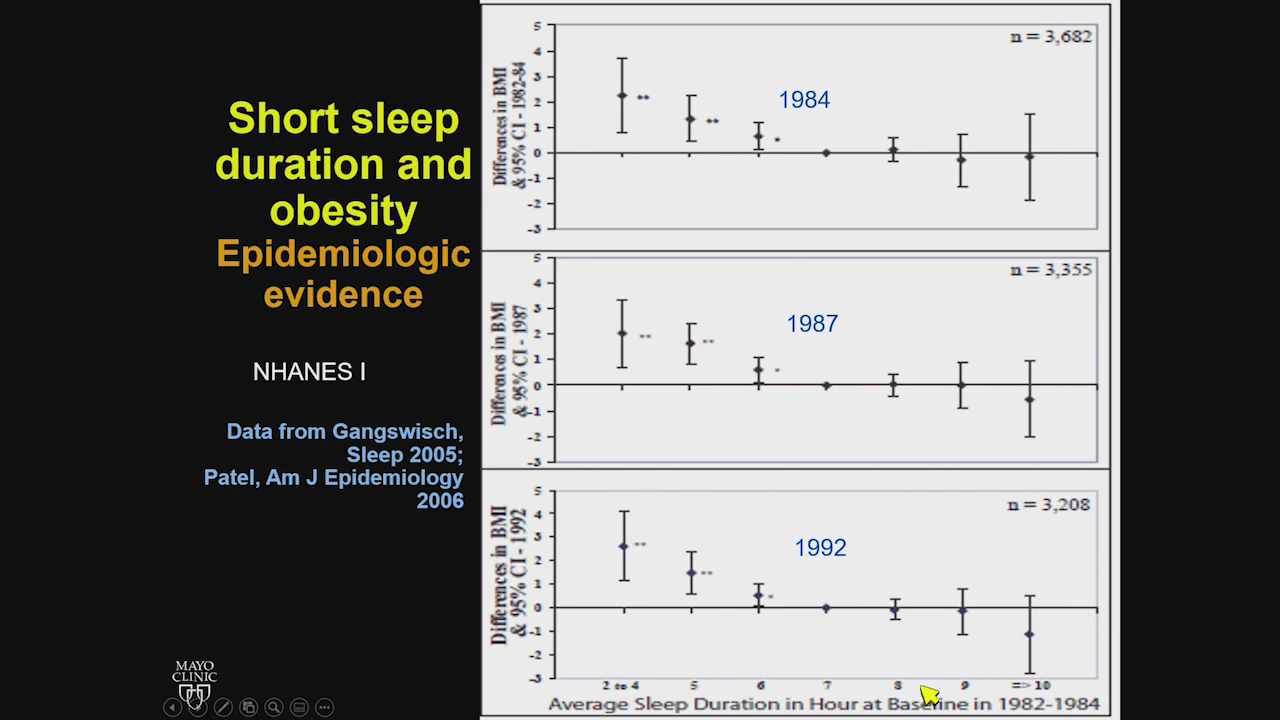 Short sleep
duration and
obesity
Epidemiologic
evidence
NHANES I
Data from Gangswisch,
Sleep 2005;
Patel, Am J Epidemiology
2006
MAYO
CLINIC
Differences in BMI
& 95% CI - 1982-84
5
4
3
2
1
0
-1
-2
-3
n = 3,682
1984
**
**
*
Differences in BMI
& 95% CI - 1987
5
4
3
2
1
0
-1
-2
-3
n = 3,355
1987
**
**
*
Differences in BMI
& 95% CI - 1992
5
4
3
2
1
0
-1
-2
-3
n = 3,208
1992
**
**
*
2 to 4 5 6 7 8 9 => 10
Average Sleep Duration in Hour at Baseline in 1982-1984